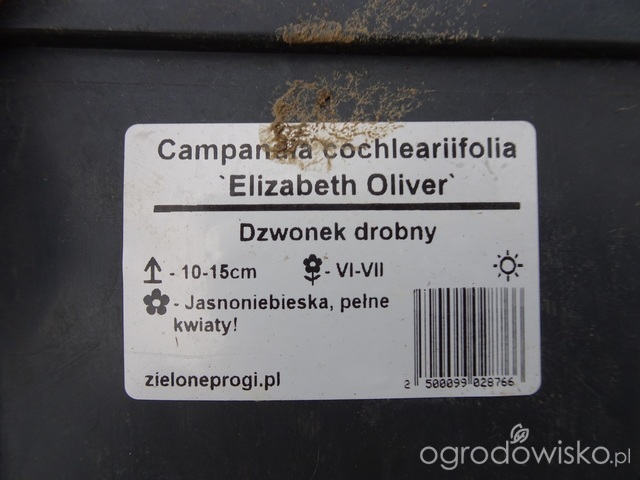 Campanula cochleariifolia
`Elizabeth Oliver`
Dzwonek drobny
- 10-15cm - VI-VII
- Jasnoniebieska, pełne
kwiaty!
zieloneprogi.pl
2 500099 028766
ogrodowisko.pl